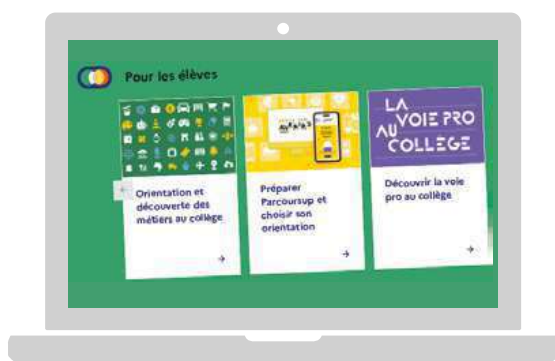 Pour les élèves
Orientation et
découverte des
métiers au collège
Préparer
Parcoursup et
choisir son
orientation
LA
VOIE PRO
AU
COLLÈGE
Découvrir la voie
pro au collège